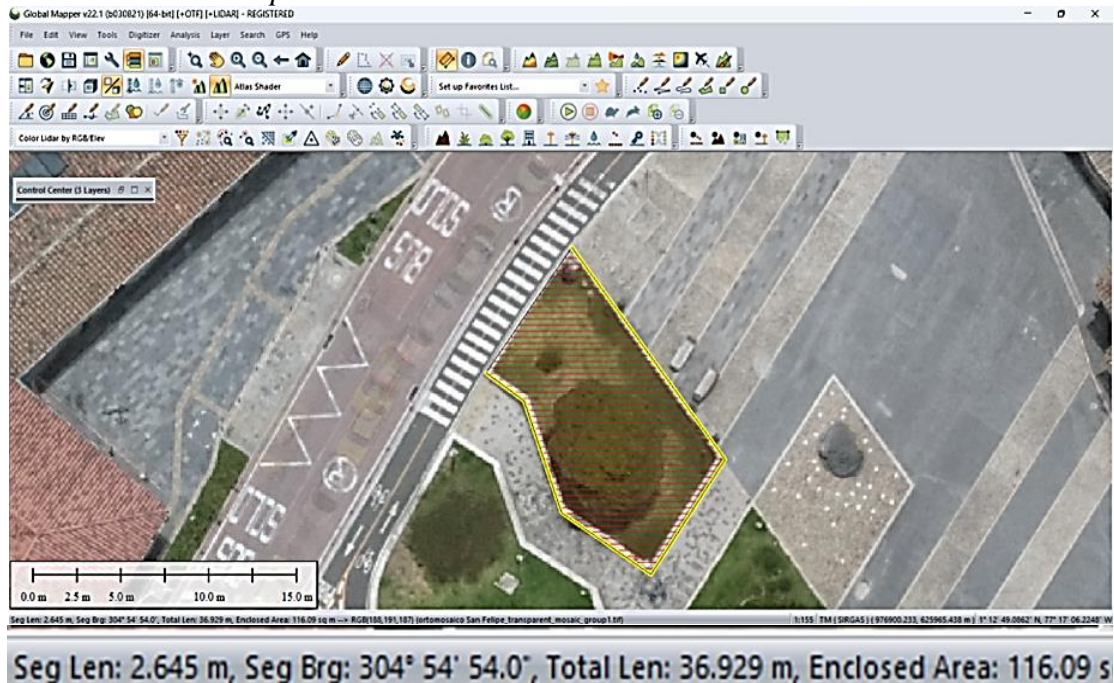 Global Mapper v22.1 (b030821) [64-bit] [+OTF] [+LIDAR] - REGISTERED
File Edit View Tools Digitizer Analysis Layer Search GPS Help
Atlas Shader
Set up Favorites List...
Color Lidar by RGB/Elev
Control Center (3 Layers)
SOLO
BUS
SOLO
BUS
0.0 m 2.5 m 5.0 m 10.0 m 15.0 m
Seg Len: 2.645 m, Seg Brg: 304° 54' 54.0", Total Len: 36.929 m, Enclosed Area: 116.09 sq m --> RGB(188,191,187) (ortomosaico San Felipe_transparent_mosaic_group1.tif)
1:155 TM ( SIRGAS) ( 976900.233, 625965.438 m ) 1° 12' 49.0862" N, 77° 17' 06.2248" W
Seg Len: 2.645 m, Seg Brg: 304° 54' 54.0", Total Len: 36.929 m, Enclosed Area: 116.09 s